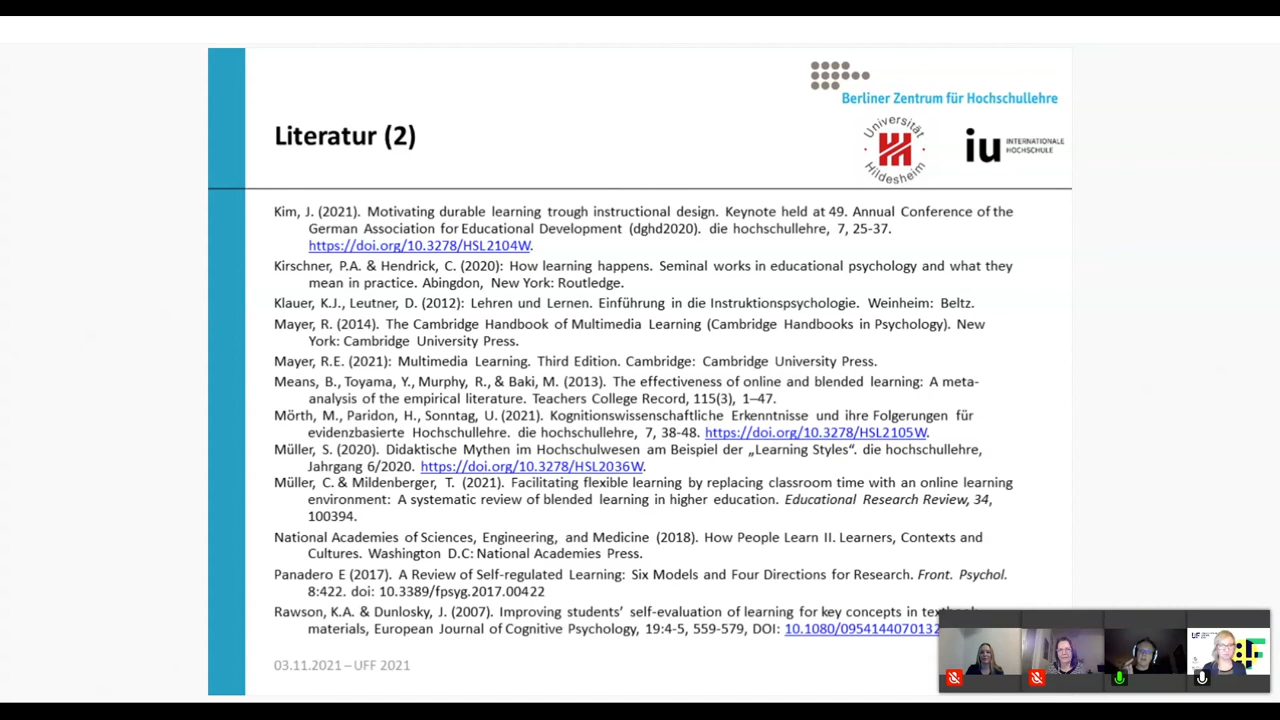 Berliner Zentrum für Hochschullehre
Literatur (2)
Universität
Hildesheim
iu INTERNATIONALE
HOCHSCHULE
Kim, J. (2021). Motivating durable learning trough instructional design. Keynote held at 49. Annual Conference of the
German Association for Educational Development (dghd2020). die hochschullehre, 7, 25-37.
https://doi.org/10.3278/HSL2104W.
Kirschner, P.A. & Hendrick, C. (2020): How learning happens. Seminal works in educational psychology and what they
mean in practice. Abingdon, New York: Routledge.
Klauer, K.J., Leutner, D. (2012): Lehren und Lernen. Einführung in die Instruktionspsychologie. Weinheim: Beltz.
Mayer, R. (2014). The Cambridge Handbook of Multimedia Learning (Cambridge Handbooks in Psychology). New
York: Cambridge University Press.
Mayer, R.E. (2021): Multimedia Learning. Third Edition. Cambridge: Cambridge University Press.
Means, B., Toyama, Y., Murphy, R., & Baki, M. (2013). The effectiveness of online and blended learning: A meta-
analysis of the empirical literature. Teachers College Record, 115(3), 1–47.
Mörth, M., Paridon, H., Sonntag, U. (2021). Kognitionswissenschaftliche Erkenntnisse und ihre Folgerungen für
evidenzbasierte Hochschullehre. die hochschullehre, 7, 38-48. https://doi.org/10.3278/HSL2105W.
Müller, S. (2020). Didaktische Mythen im Hochschulwesen am Beispiel der „Learning Styles“. die hochschullehre,
Jahrgang 6/2020. https://doi.org/10.3278/HSL2036W.
Müller, C. & Mildenberger, T. (2021). Facilitating flexible learning by replacing classroom time with an online learning
environment: A systematic review of blended learning in higher education. Educational Research Review, 34,
100394.
National Academies of Sciences, Engineering, and Medicine (2018). How People Learn II. Learners, Contexts and
Cultures. Washington D.C: National Academies Press.
Panadero E (2017). A Review of Self-regulated Learning: Six Models and Four Directions for Research. Front. Psychol.
8:422. doi: 10.3389/fpsyg.2017.00422
Rawson, K.A. & Dunlosky, J. (2007). Improving students’ self-evaluation of learning for key concepts in
materials, European Journal of Cognitive Psychology, 19:4-5, 559-579, DOI: 10.1080/0954144070132
03.11.2021 – UFF 2021